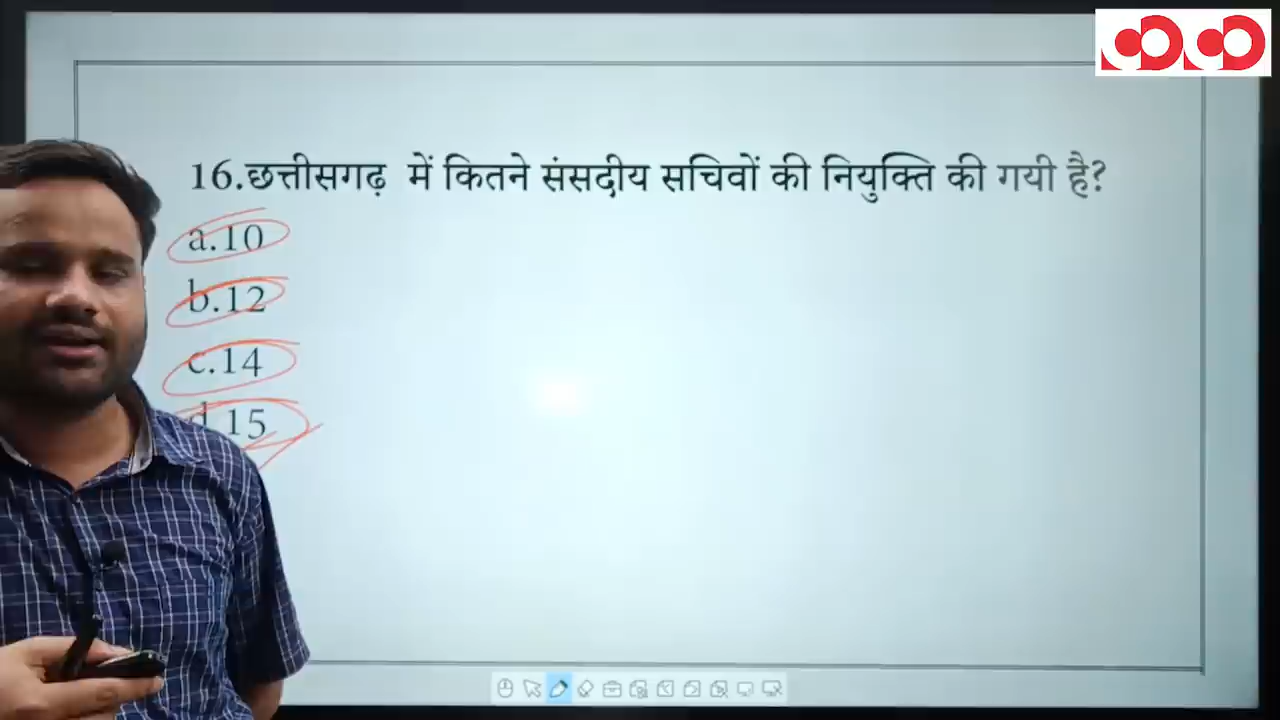 16.छत्तीसगढ़ में कितने संसदीय सचिवों की नियुक्ति की गयी है?
a.10
b.12
c.14
d.15